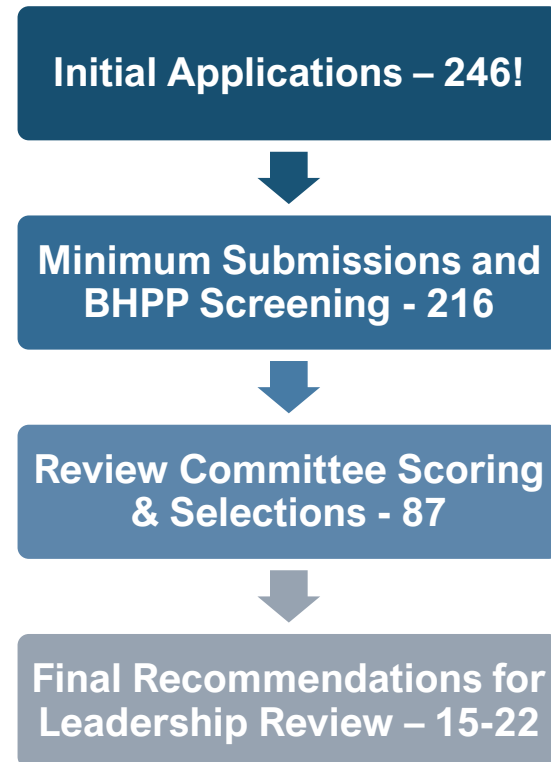 Initial Applications – 246!
Minimum Submissions and
BHPP Screening - 216
Review Committee Scoring
& Selections - 87
Final Recommendations for
Leadership Review – 15-22